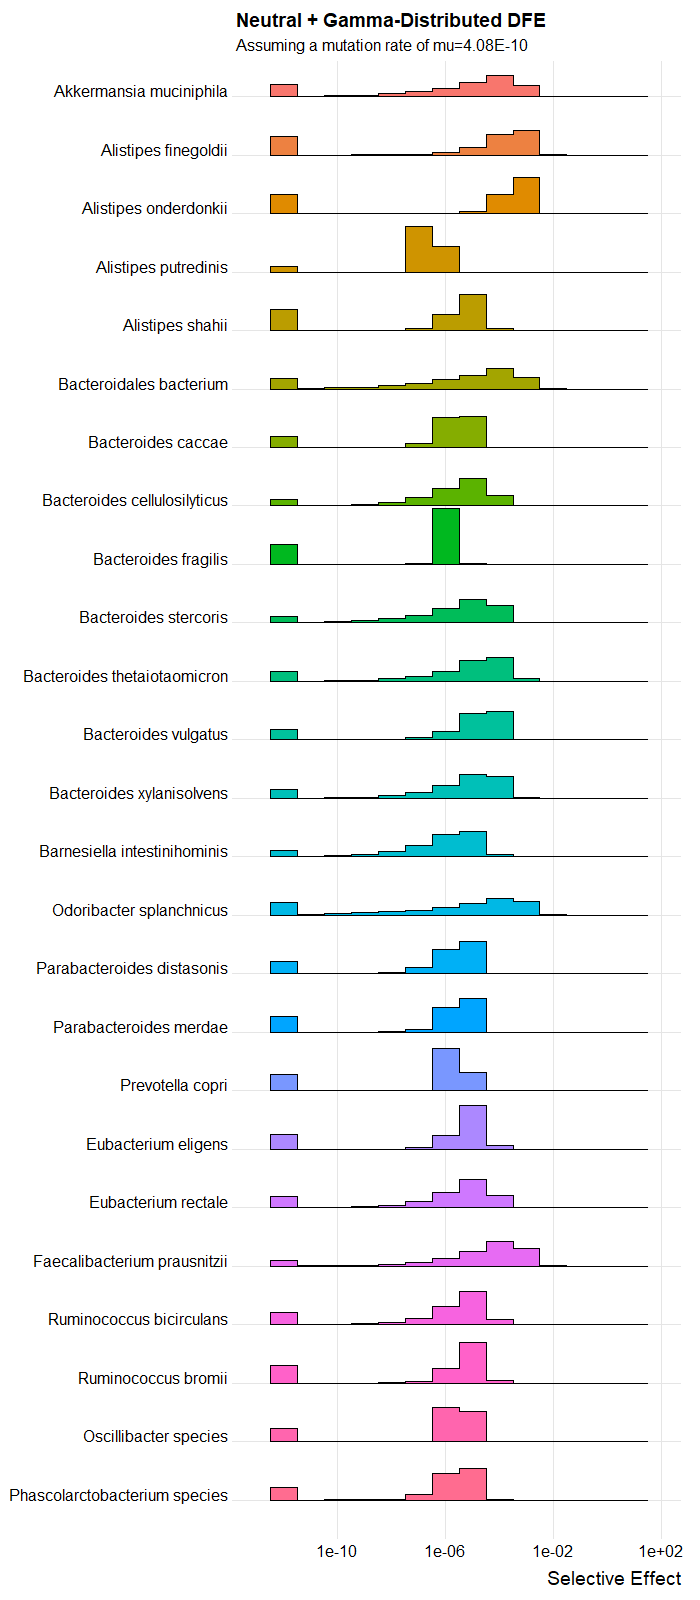 Neutral + Gamma-Distributed DFE
Assuming a mutation rate of mu=4.08E-10
Akkermansia muciniphila
Alistipes finegoldii
Alistipes onderdonkii
Alistipes putredinis
Alistipes shahii
Bacteroidales bacterium
Bacteroides caccae
Bacteroides cellulosilyticus
Bacteroides fragilis
Bacteroides stercoris
Bacteroides thetaiotaomicron
Bacteroides vulgatus
Bacteroides xylanisolvens
Barnesiella intestinihominis
Odoribacter splanchnicus
Parabacteroides distasonis
Parabacteroides merdae
Prevotella copri
Eubacterium eligens
Eubacterium rectale
Faecalibacterium prausnitzii
Ruminococcus bicirculans
Ruminococcus bromii
Oscillibacter species
Phascolarctobacterium species
1e-10 1e-06 1e-02 1e+02
Selective Effect